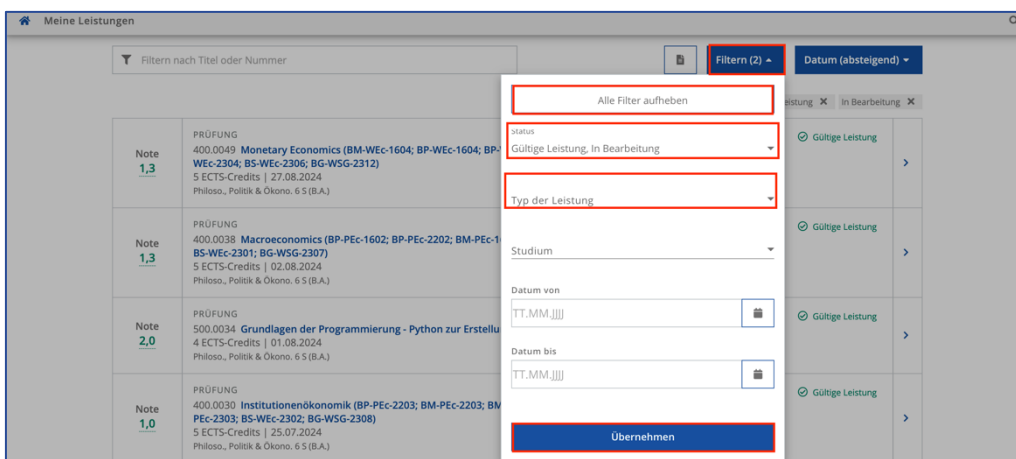 Meine Leistungen
Filtern nach Titel oder Nummer
Filtern (2)
Datum (absteigend)
eistung X In Bearbeitung X
Alle Filter aufheben
Status
Gültige Leistung, In Bearbeitung
Typ der Leistung
Studium
Datum von
TT.MM.JJJJ
Datum bis
TT.MM.JJJJ
Übernehmen
Note
1,3
PRÜFUNG
400.0049 Monetary Economics (BM-WEc-1604; BP-WEc-1604; BP-
WEc-2304; BS-WEc-2306; BG-WSG-2312)
5 ECTS-Credits | 27.08.2024
Philoso., Politik & Ökono. 6 S (B.A.)
Gültige Leistung
Note
1,3
PRÜFUNG
400.0038 Macroeconomics (BP-PEc-1602; BP-PEc-2202; BM-PEc-1
BS-WEc-2301; BG-WSG-2307)
5 ECTS-Credits | 02.08.2024
Philoso., Politik & Ökono. 6 S (B.A.)
Gültige Leistung
Note
2,0
PRÜFUNG
500.0034 Grundlagen der Programmierung - Python zur Erstellu
4 ECTS-Credits | 01.08.2024
Philoso., Politik & Ökono. 6 S (B.A.)
Gültige Leistung
Note
1,0
PRÜFUNG
400.0030 Institutionenökonomik (BP-PEc-2203; BM-PEc-2203; BM
PEc-2303; BS-WEc-2302; BG-WSG-2308)
5 ECTS-Credits | 25.07.2024
Philoso., Politik & Ökono. 6 S (B.A.)
Gültige Leistung